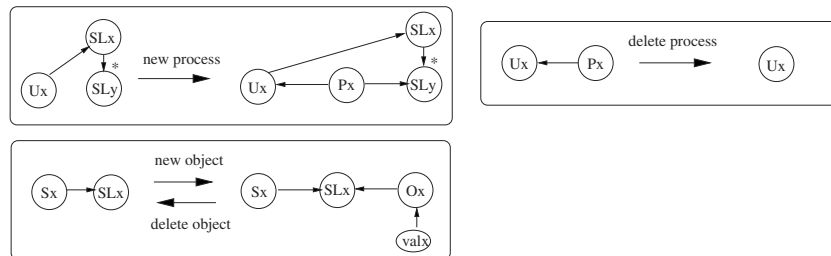 SLx
new process
*
Ux
SLy
SLx
*
Ux
Px
SLy
delete process
Ux
Px
Ux
new object
Sx
SLx
delete object
Sx
SLx
Ox
valx